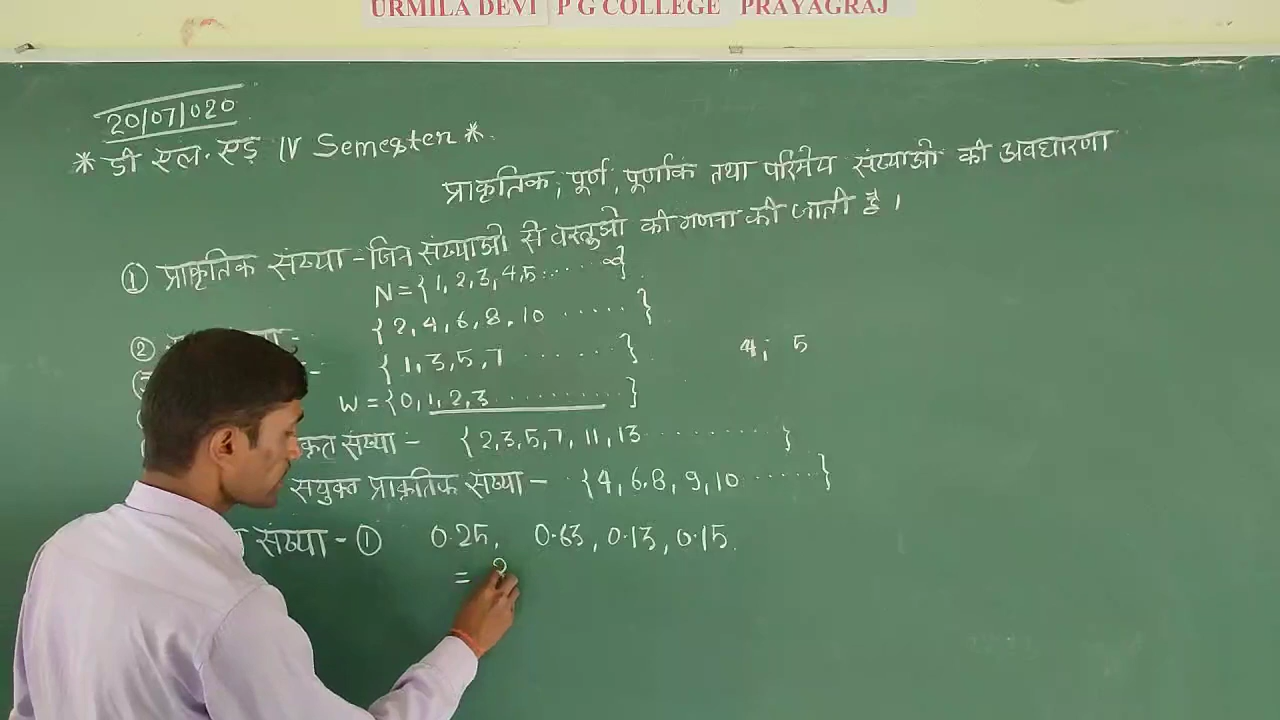 URMILA DEVI P G COLLEGE PRAYAGRAJ
20/07/020
* डी एल.एड़ IV Semester *.
प्राकृतिक, पूर्ण, पूर्णांक तथा परिमेय संख्याओ की अवधारणा
① प्राकृतिक संख्या - जिन संख्याओ से वस्तुओ की गणना की जाती है।
N = {1, 2, 3, 4, 5 ...... ∞}
② {2, 4, 6, 8, 10 ......}
{1, 3, 5, 7 .......}
4, 5
W = {0, 1, 2, 3 ..........}
संख्या - {2, 3, 5, 7, 11, 13 .........}
संयुक्त प्राकृतिक संख्या - {4, 6, 8, 9, 10 ......}
संख्या - ① 0.25, 0.63, 0.13, 0.15
=